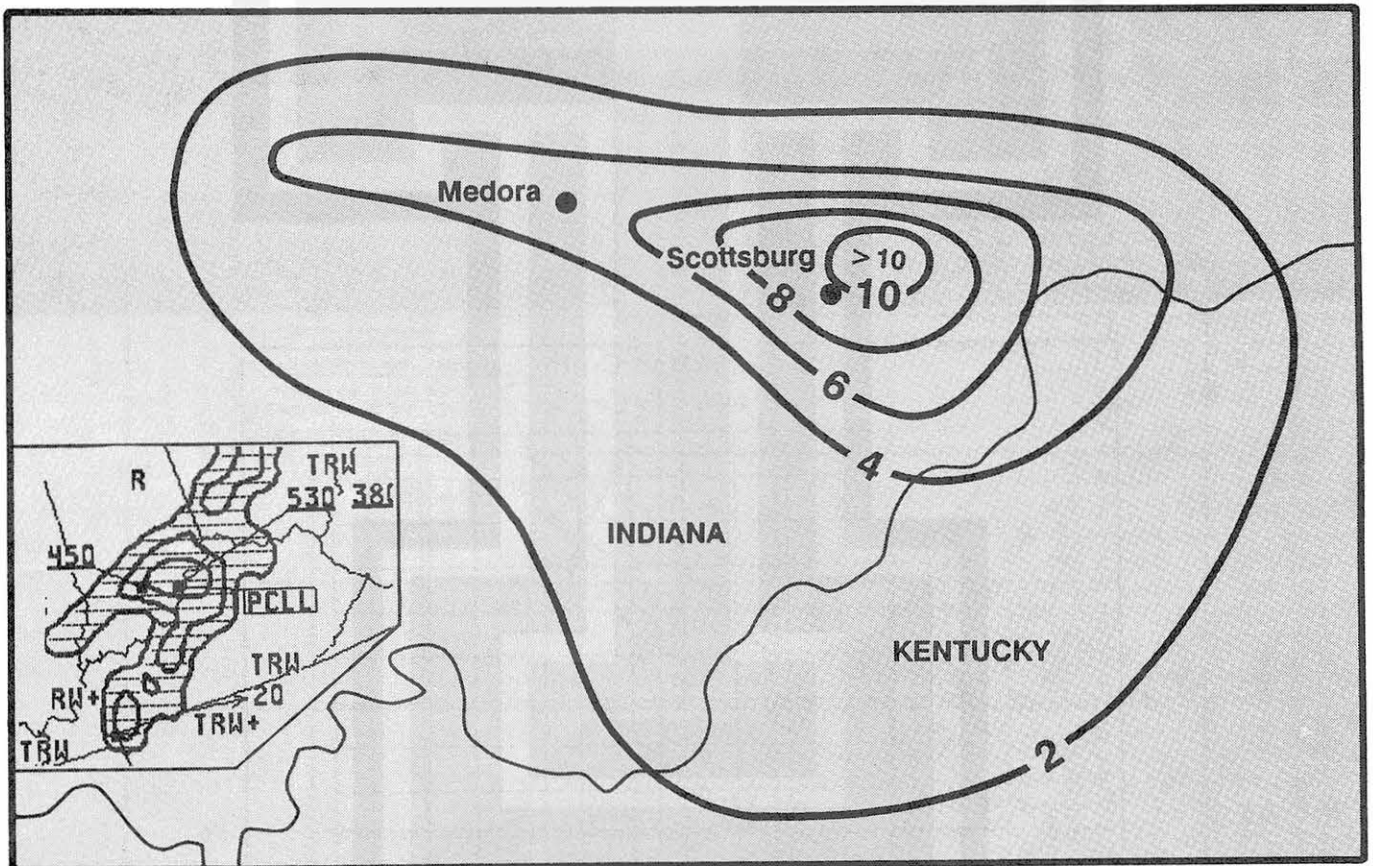 Medora
Scottsburg
> 10
8
10
6
4
INDIANA
KENTUCKY
2
R
TRW
530 380
450
PCLL
TRW
20
RW+
TRW+
TRW